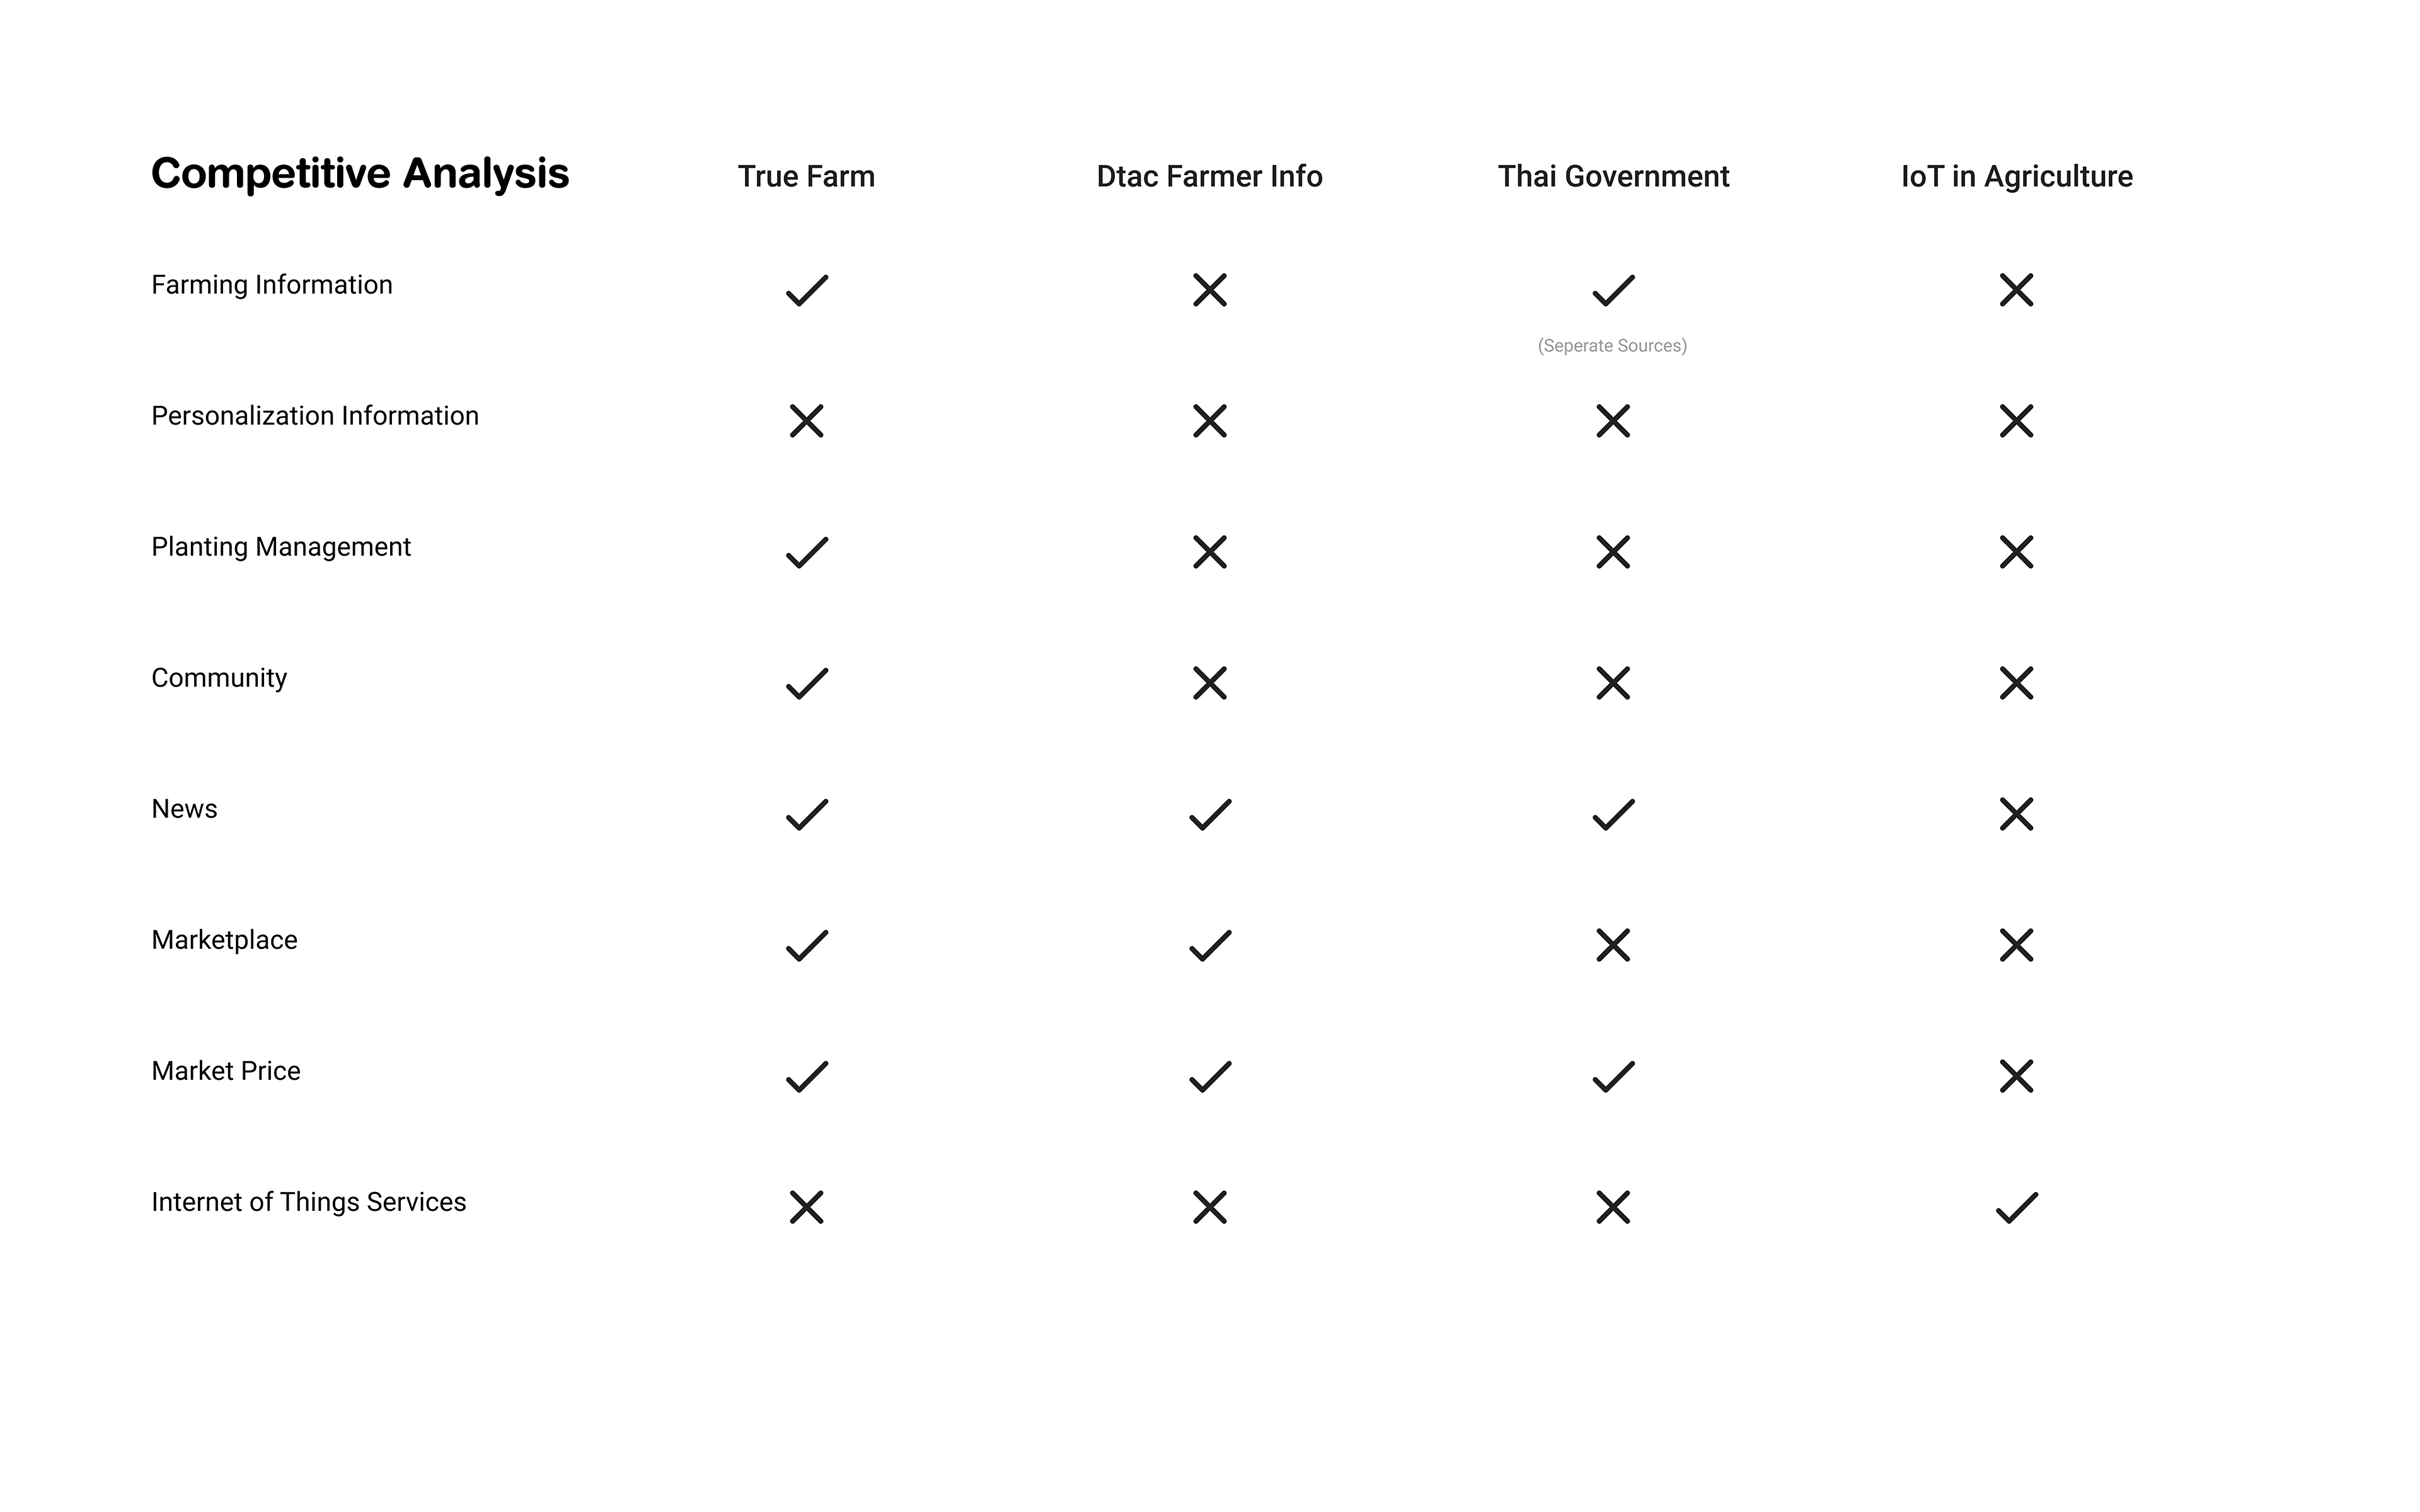 Competitive Analysis True Farm Dtac Farmer Info Thai Government IoT in Agriculture
Farming Information
(Seperate Sources)
Personalization Information
Planting Management
Community
News
Marketplace
Market Price
Internet of Things Services